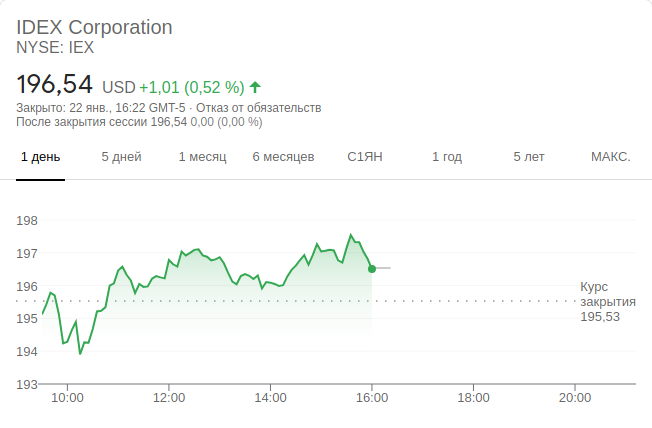 IDEX Corporation
NYSE: IEX
196,54 USD +1,01 (0,52 %)
Закрыто: 22 янв., 16:22 GMT-5 · Отказ от обязательств
После закрытия сессии 196,54 0,00 (0,00 %)
1 день 5 дней 1 месяц 6 месяцев С1ЯН 1 год 5 лет МАКС.
198
197
196
Курс
закрытия
195,53
195
194
193
10:00 12:00 14:00 16:00 18:00 20:00